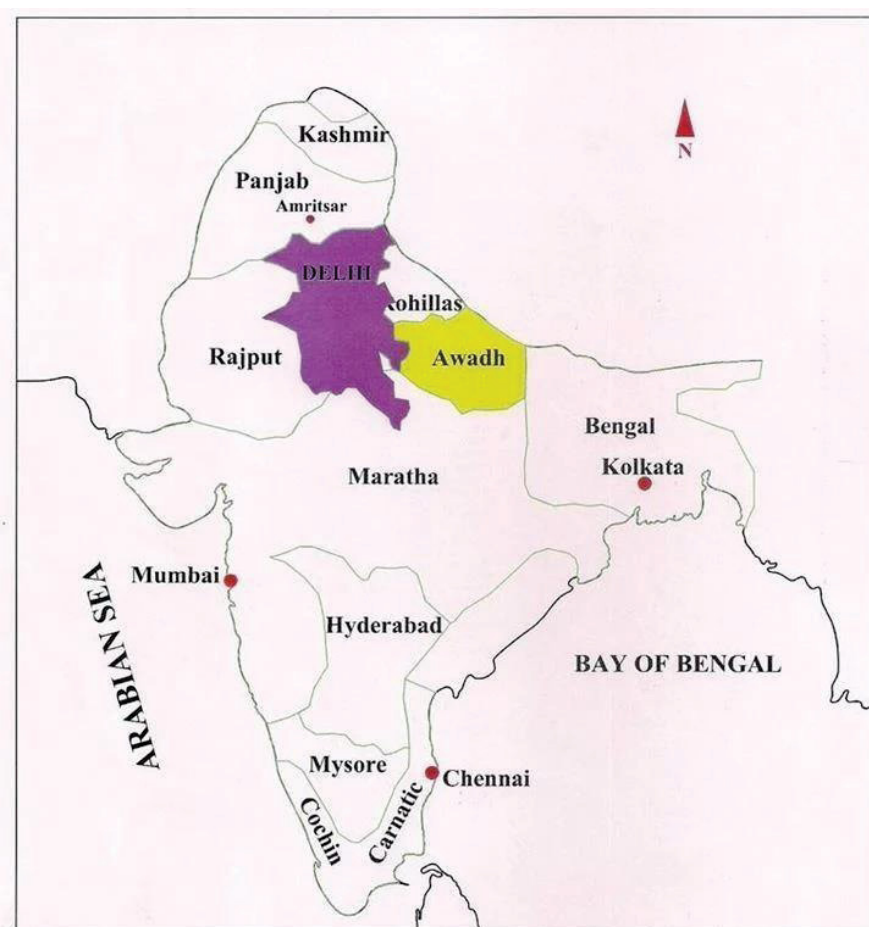 Kashmir
Panjab
Amritsar
N
DELHI
ohillas
Rajput
Awadh
Bengal
Kolkata
Maratha
Mumbai
Hyderabad
ARABIAN SEA
BAY OF BENGAL
Mysore
Chennai
Cochin
Carnatic